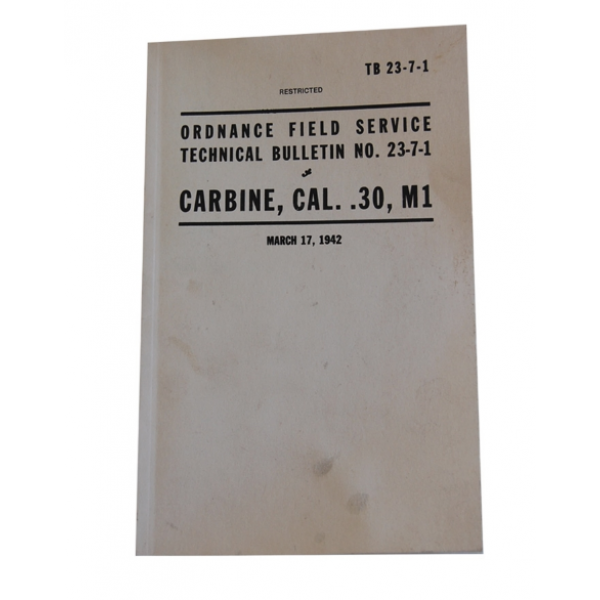 TB 23-7-1
RESTRICTED
ORDNANCE FIELD SERVICE
TECHNICAL BULLETIN NO. 23-7-1
CARBINE, CAL. .30, M1
MARCH 17, 1942